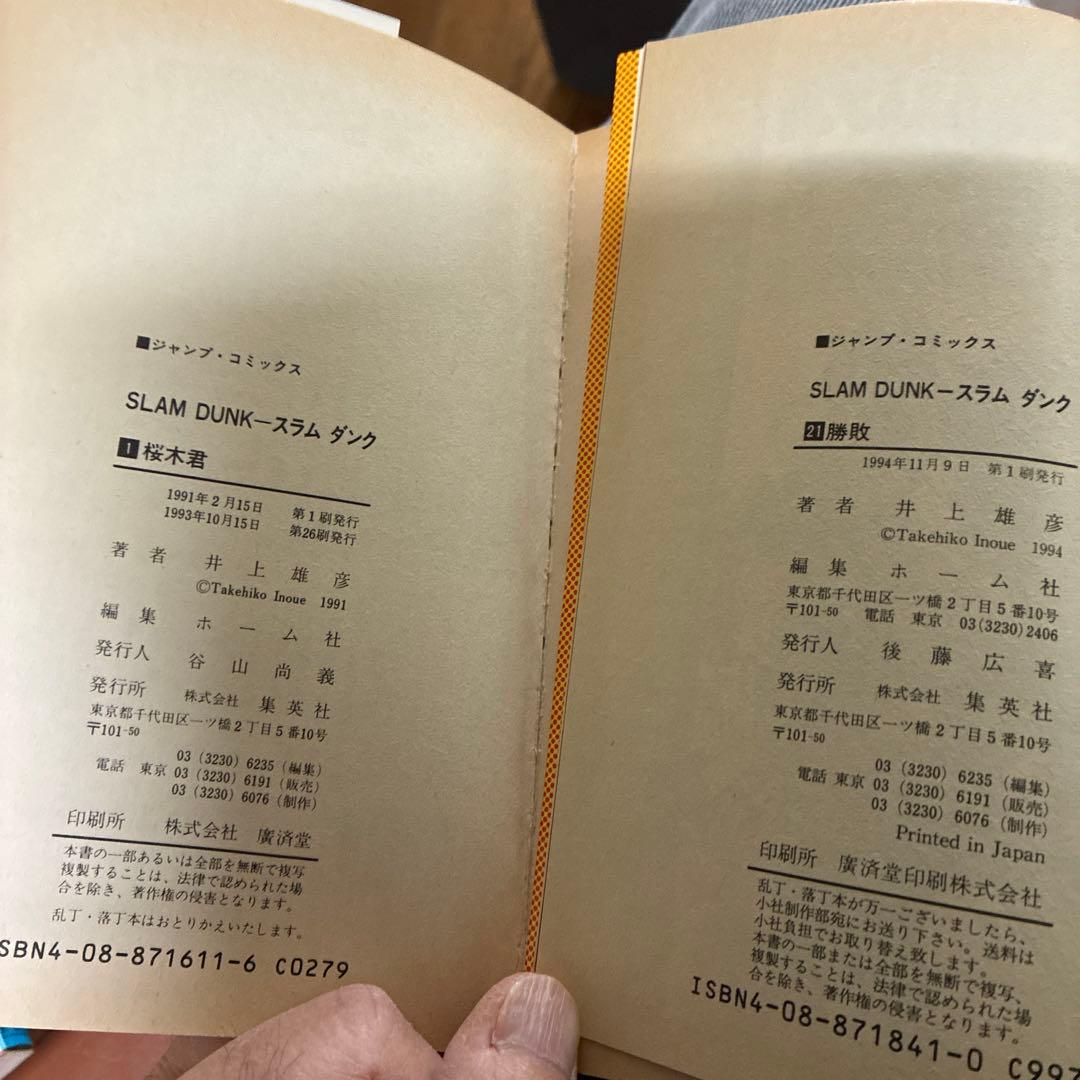 ■ジャンプ・コミックス
SLAM DUNK―スラム ダンク
1 桜木君
1991年2月15日 第1刷発行
1993年10月15日 第26刷発行
著者 井上雄彦
©Takehiko Inoue 1991
編集 ホーム社
発行人 谷山尚義
発行所 株式会社 集英社
東京都千代田区一ツ橋2丁目5番10号
〒101-50
03 (3230) 6235 (編集)
電話 東京 03 (3230) 6191 (販売)
03 (3230) 6076 (制作)
印刷所 株式会社 廣済堂
本書の一部あるいは全部を無断で複写
複製することは、法律で認められた場
合を除き、著作権の侵害となります。
乱丁・落丁本はおとりかえいたします。
SBN4-08-871611-6 C0279
■ジャンプ・コミックス
SLAM DUNK―スラム ダンク
21 勝敗
1994年11月9日 第1刷発行
著者 井上雄彦
©Takehiko Inoue 1994
編集 ホーム社
東京都千代田区一ツ橋2丁目5番10号
〒101-50 電話 東京 03(3230)2406
発行人 後藤広喜
発行所 株式会社 集英社
東京都千代田区一ツ橋2丁目5番10号
〒101-50
03 (3230) 6235 (編集)
電話 東京 03 (3230) 6191 (販売)
03 (3230) 6076 (制作)
Printed in Japan
印刷所 廣済堂印刷株式会社
乱丁・落丁本が万一ございましたら、
小社制作部宛にお送り下さい。送料は
小社負担でお取り替え致します。
本書の一部または全部を無断で複写、
複製することは、法律で認められた場
合を除き、著作権の侵害となります。
ISBN4-08-871841-0 C997